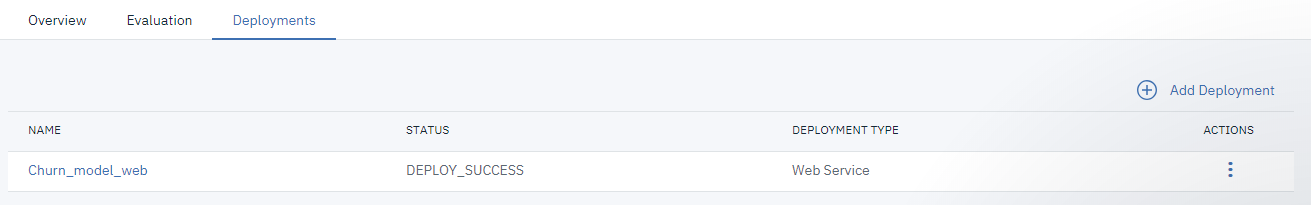 Overview Evaluation Deployments
Add Deployment
NAME STATUS DEPLOYMENT TYPE ACTIONS
Churn_model_web DEPLOY_SUCCESS Web Service